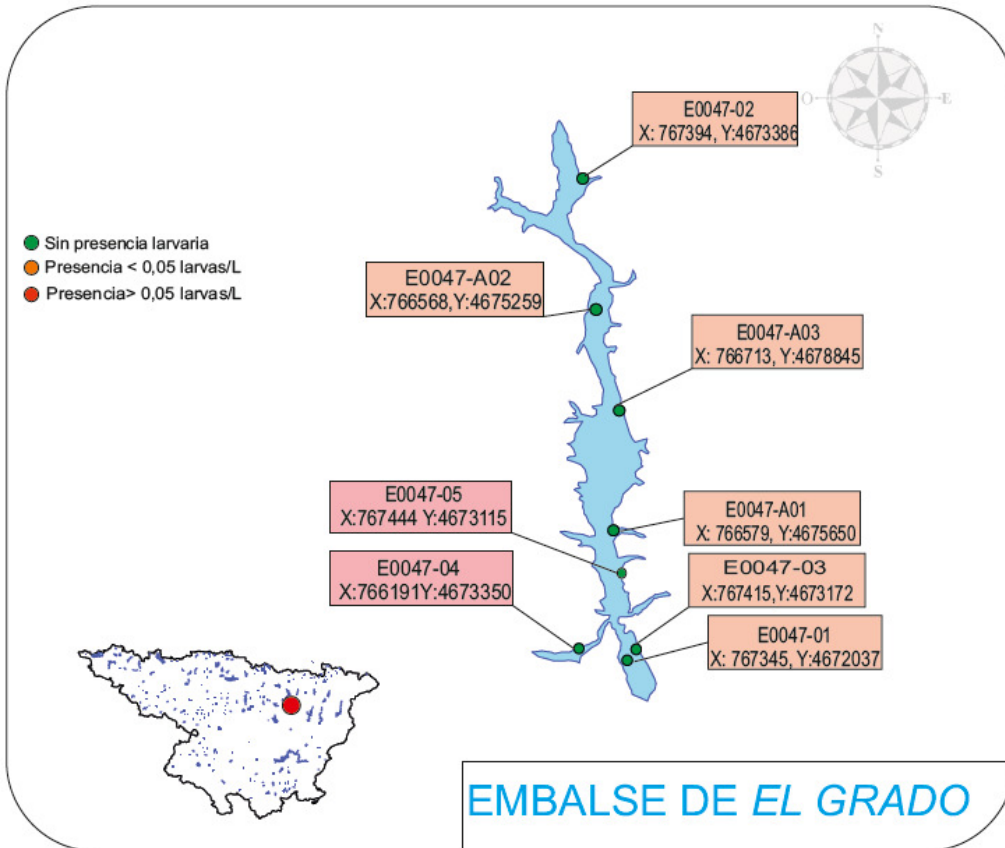 N
O
E
S
E0047-02
X: 767394, Y:4673386
Sin presencia larvaria
Presencia < 0,05 larvas/L
Presencia> 0,05 larvas/L
E0047-A02
X:766568,Y:4675259
E0047-A03
X: 766713, Y:4678845
E0047-05
X:767444 Y:4673115
E0047-A01
X: 766579, Y:4675650
E0047-04
X:766191Y:4673350
E0047-03
X:767415,Y:4673172
E0047-01
X: 767345, Y:4672037
EMBALSE DE EL GRADO